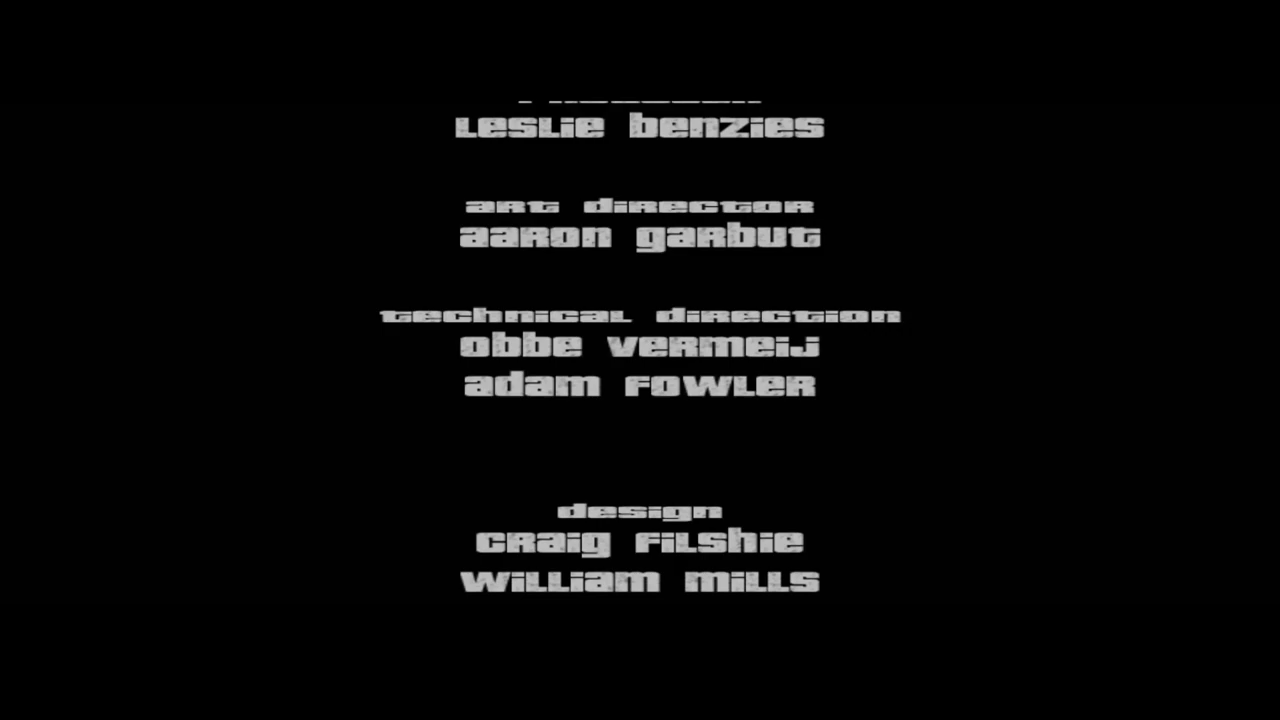 Leslie Benzies
Art Director
Aaron Garbut
Technical Direction
Obbe Vermeij
Adam Fowler
Design
Craig Filshie
William Mills